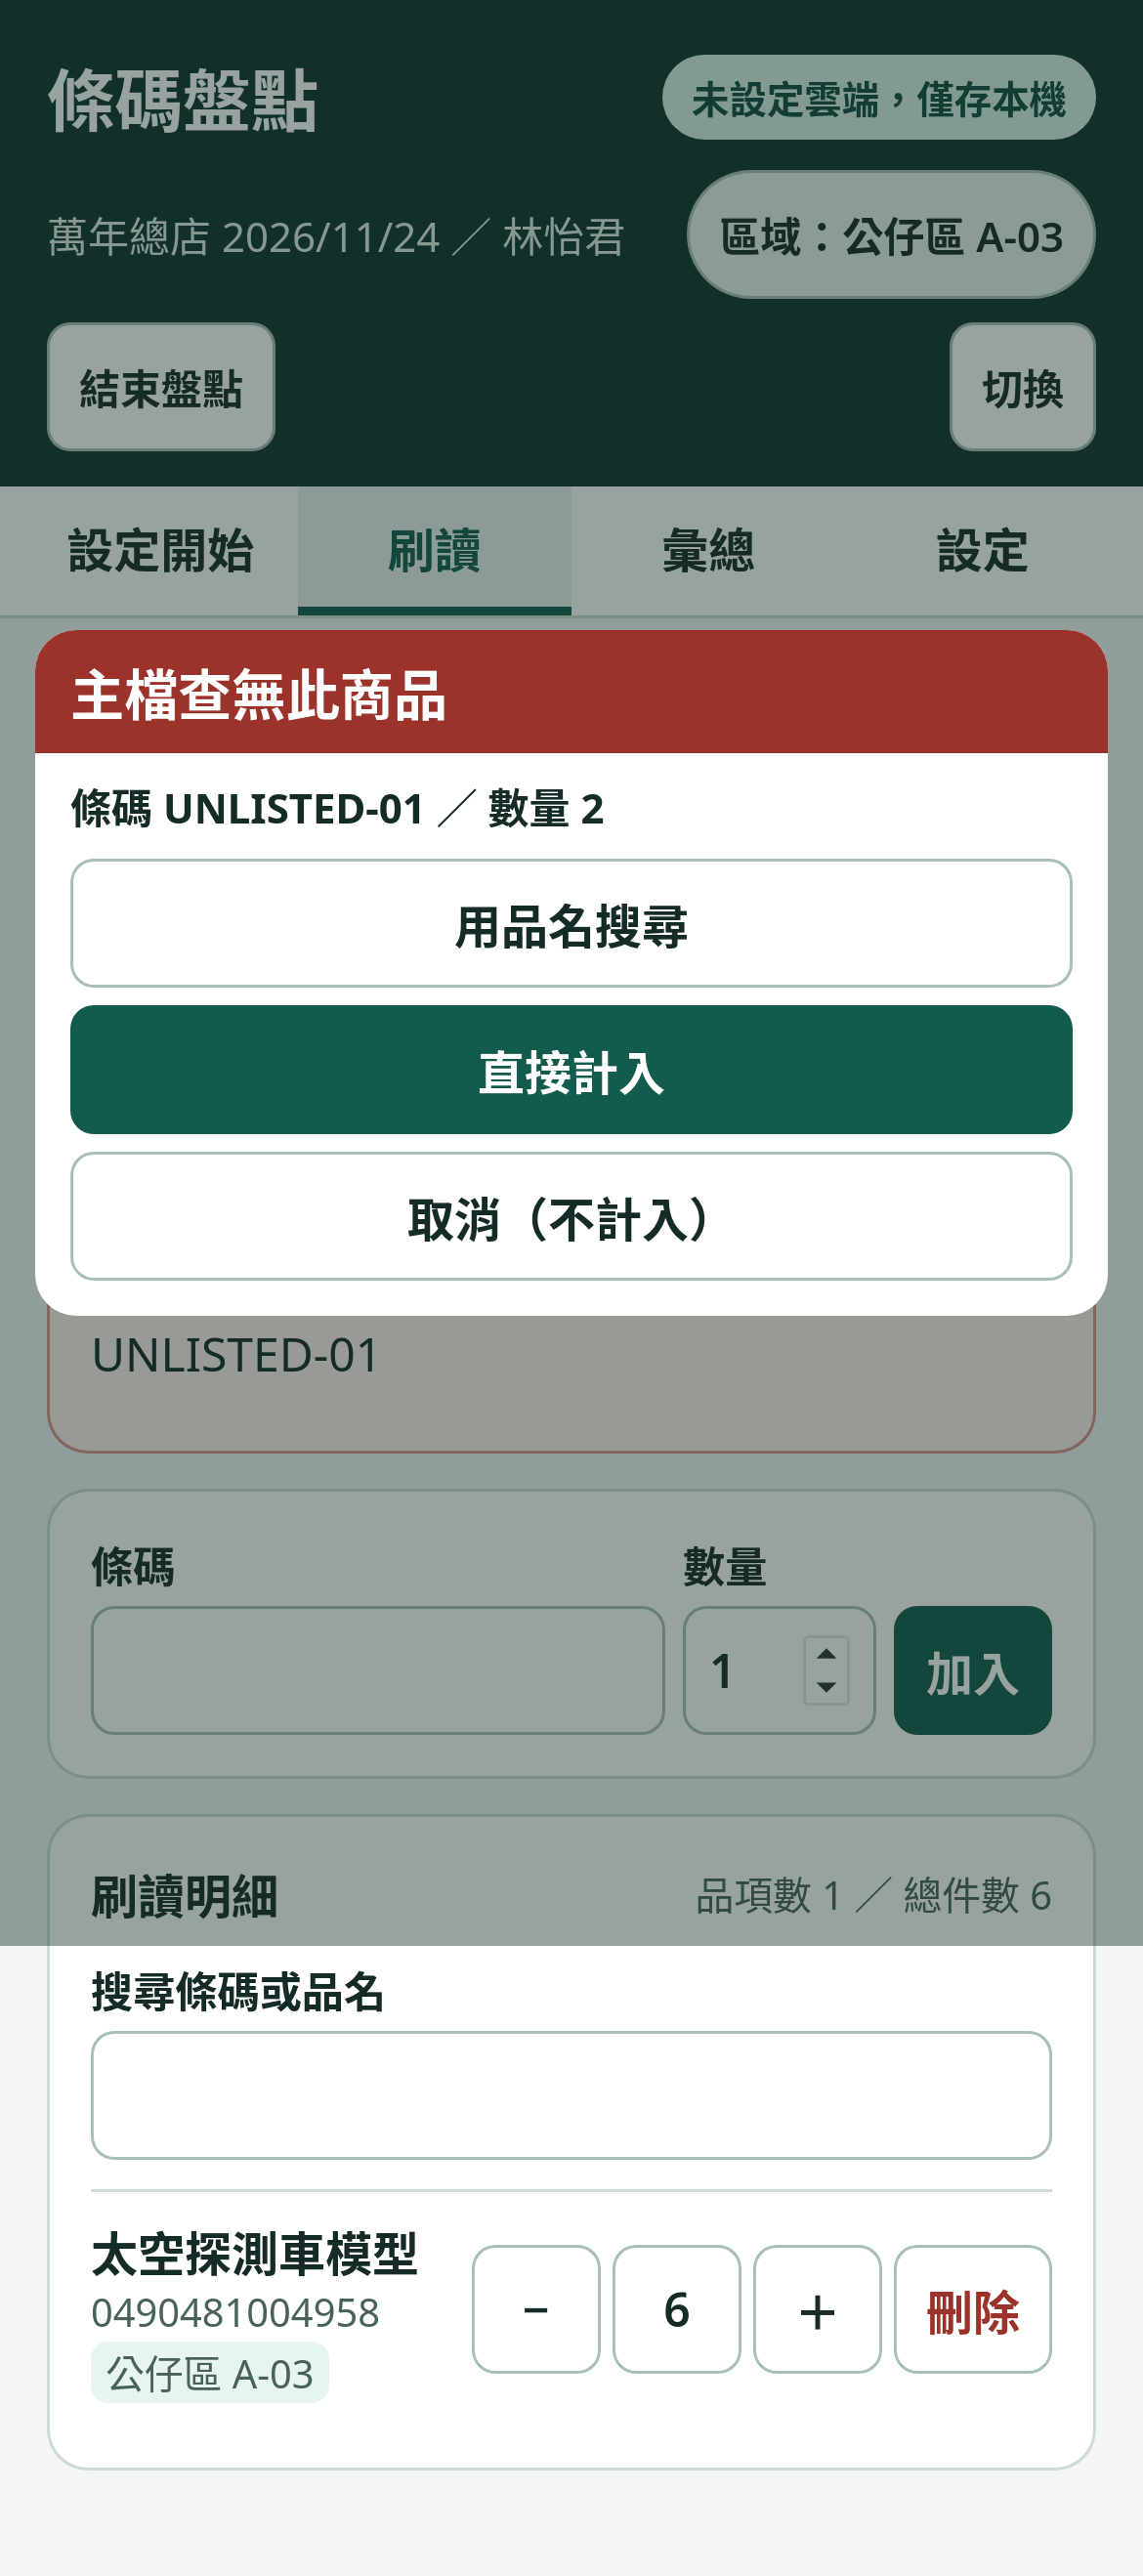 條碼盤點
未設定雲端，僅存本機
萬年總店 2026/11/24 ／ 林怡君
區域：公仔區 A-03
結束盤點
切換
設定開始
刷讀
彙總
設定
主檔查無此商品
條碼 UNLISTED-01 ／ 數量 2
用品名搜尋
直接計入
取消（不計入）
UNLISTED-01
條碼
數量
1
加入
刷讀明細
品項數 1 ／ 總件數 6
搜尋條碼或品名
太空探測車模型
0490481004958
公仔區 A-03
−
6
＋
刪除